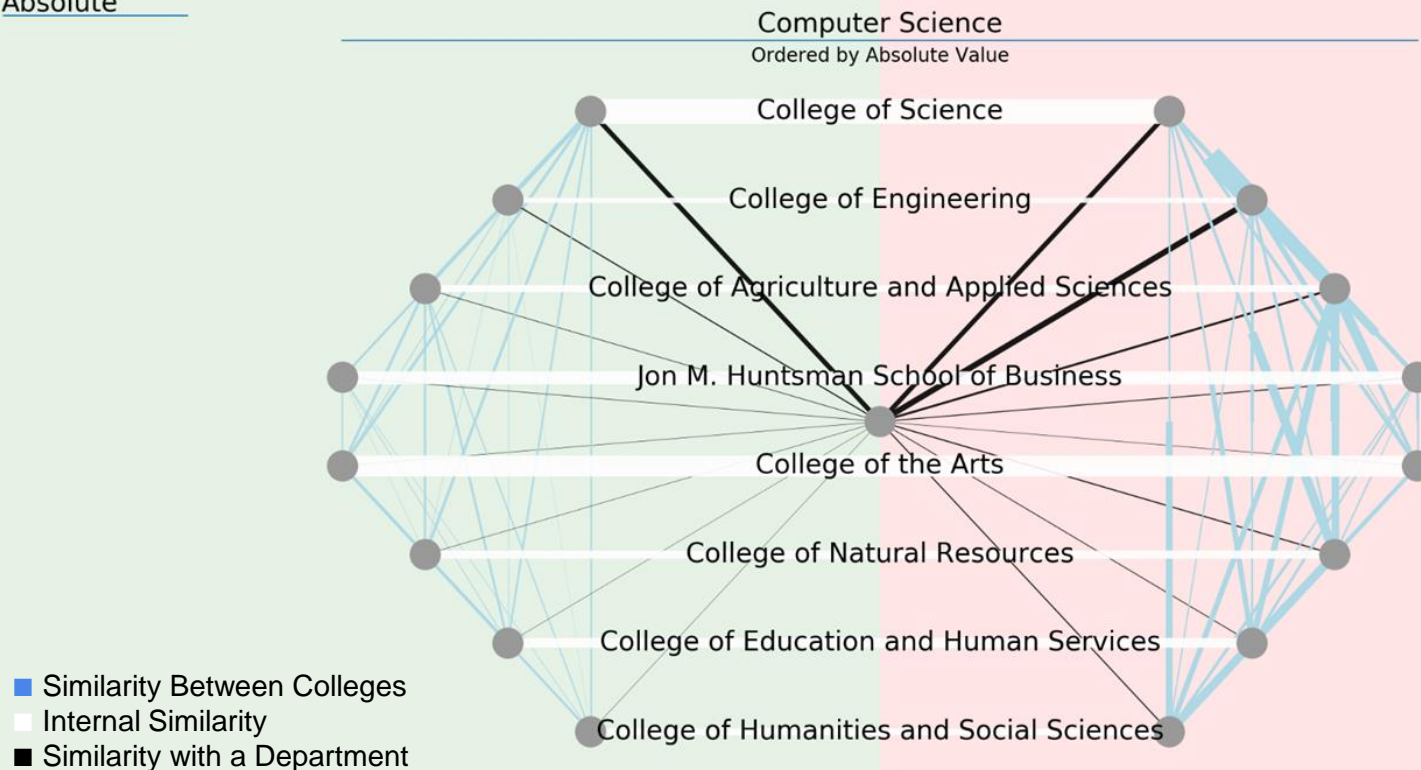 Absolute
Computer Science
Ordered by Absolute Value
College of Science
College of Engineering
College of Agriculture and Applied Sciences
Jon M. Huntsman School of Business
College of the Arts
College of Natural Resources
College of Education and Human Services
College of Humanities and Social Sciences
Similarity Between Colleges
Internal Similarity
Similarity with a Department